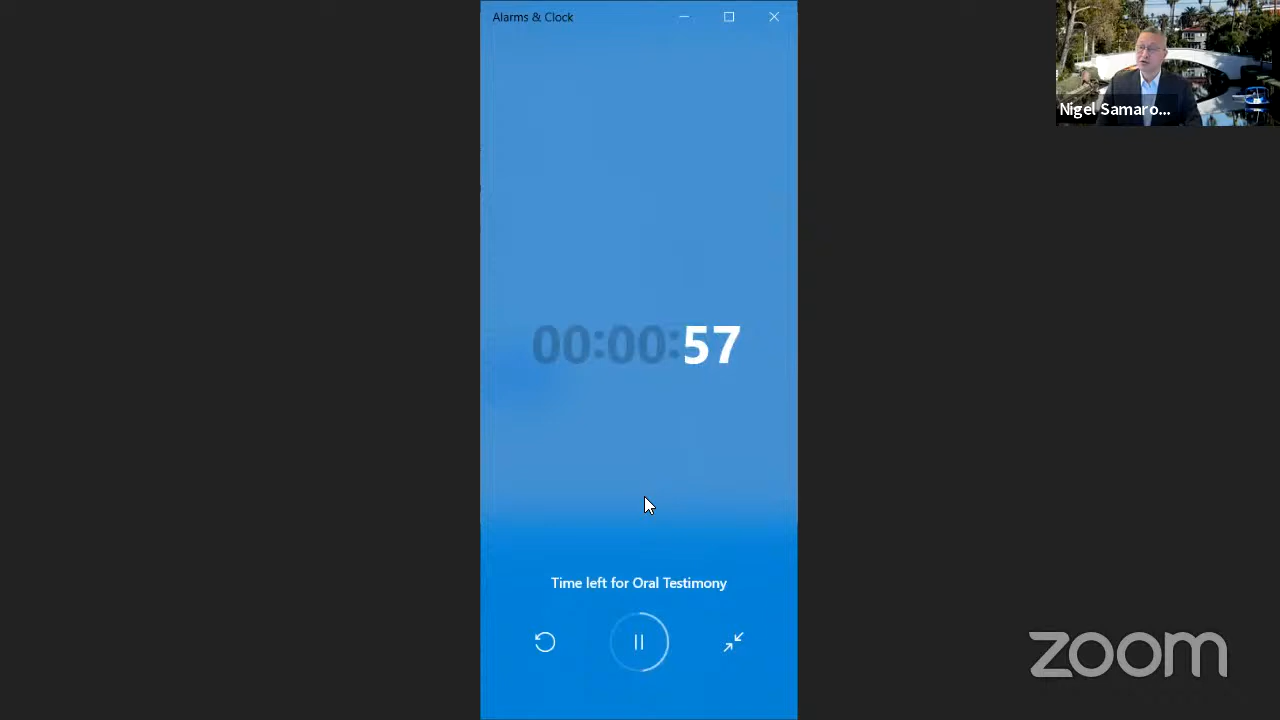 Alarms & Clock
Nigel Samaro...
00:00:57
Time left for Oral Testimony
zoom